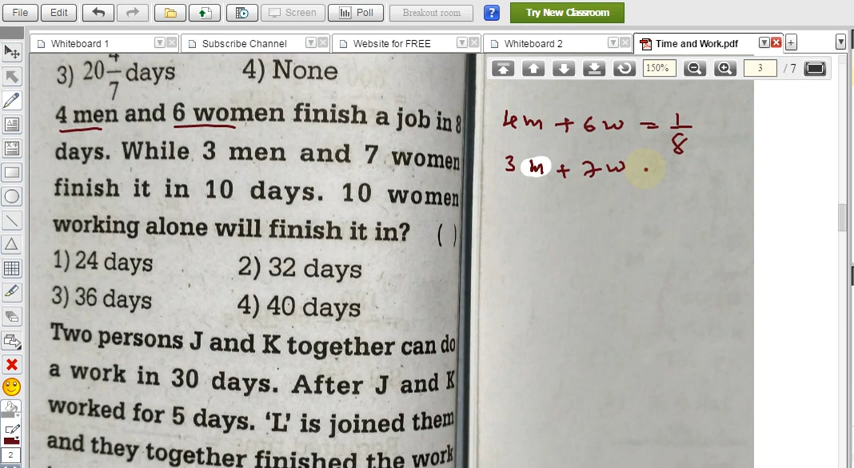 File
Edit
Screen
Poll
Breakout room
Try New Classroom
Whiteboard 1
Subscribe Channel
Website for FREE
Whiteboard 2
Time and Work.pdf
150%
3 / 7
3) 20 4/7 days 4) None
4 men and 6 women finish a job in 8
days. While 3 men and 7 women
finish it in 10 days. 10 women
working alone will finish it in? ( )
1) 24 days 2) 32 days
3) 36 days 4) 40 days
Two persons J and K together can do
a work in 30 days. After J and K
worked for 5 days. ‘L’ is joined them
and they together finished the work
4m + 6w = 1/8
3 m + 7w
2